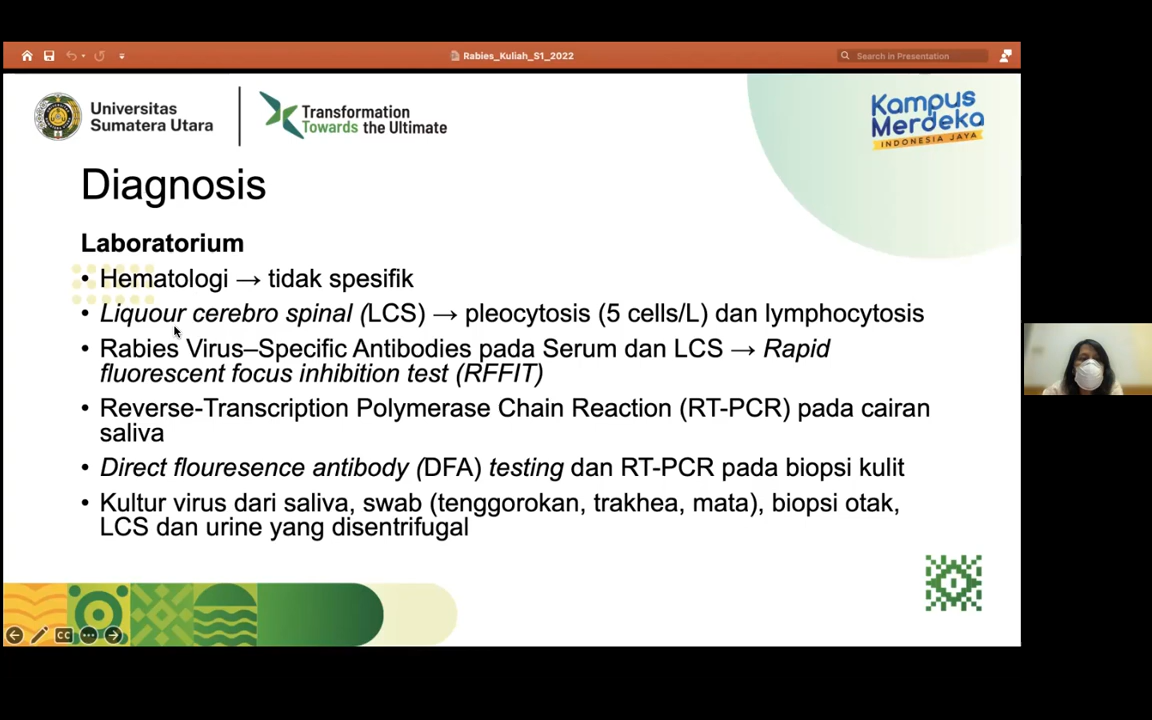 Rabies_Kuliah_S1_2022
Search in Presentation
Universitas
Sumatera Utara
Transformation
Towards the Ultimate
Kampus
Merdeka
INDONESIA JAYA
Diagnosis
Laboratorium
• Hematologi → tidak spesifik
• Liquour cerebro spinal (LCS) → pleocytosis (5 cells/L) dan lymphocytosis
• Rabies Virus–Specific Antibodies pada Serum dan LCS → Rapid
fluorescent focus inhibition test (RFFIT)
• Reverse-Transcription Polymerase Chain Reaction (RT-PCR) pada cairan
saliva
• Direct flouresence antibody (DFA) testing dan RT-PCR pada biopsi kulit
• Kultur virus dari saliva, swab (tenggorokan, trakhea, mata), biopsi otak,
LCS dan urine yang disentrifugal
CC